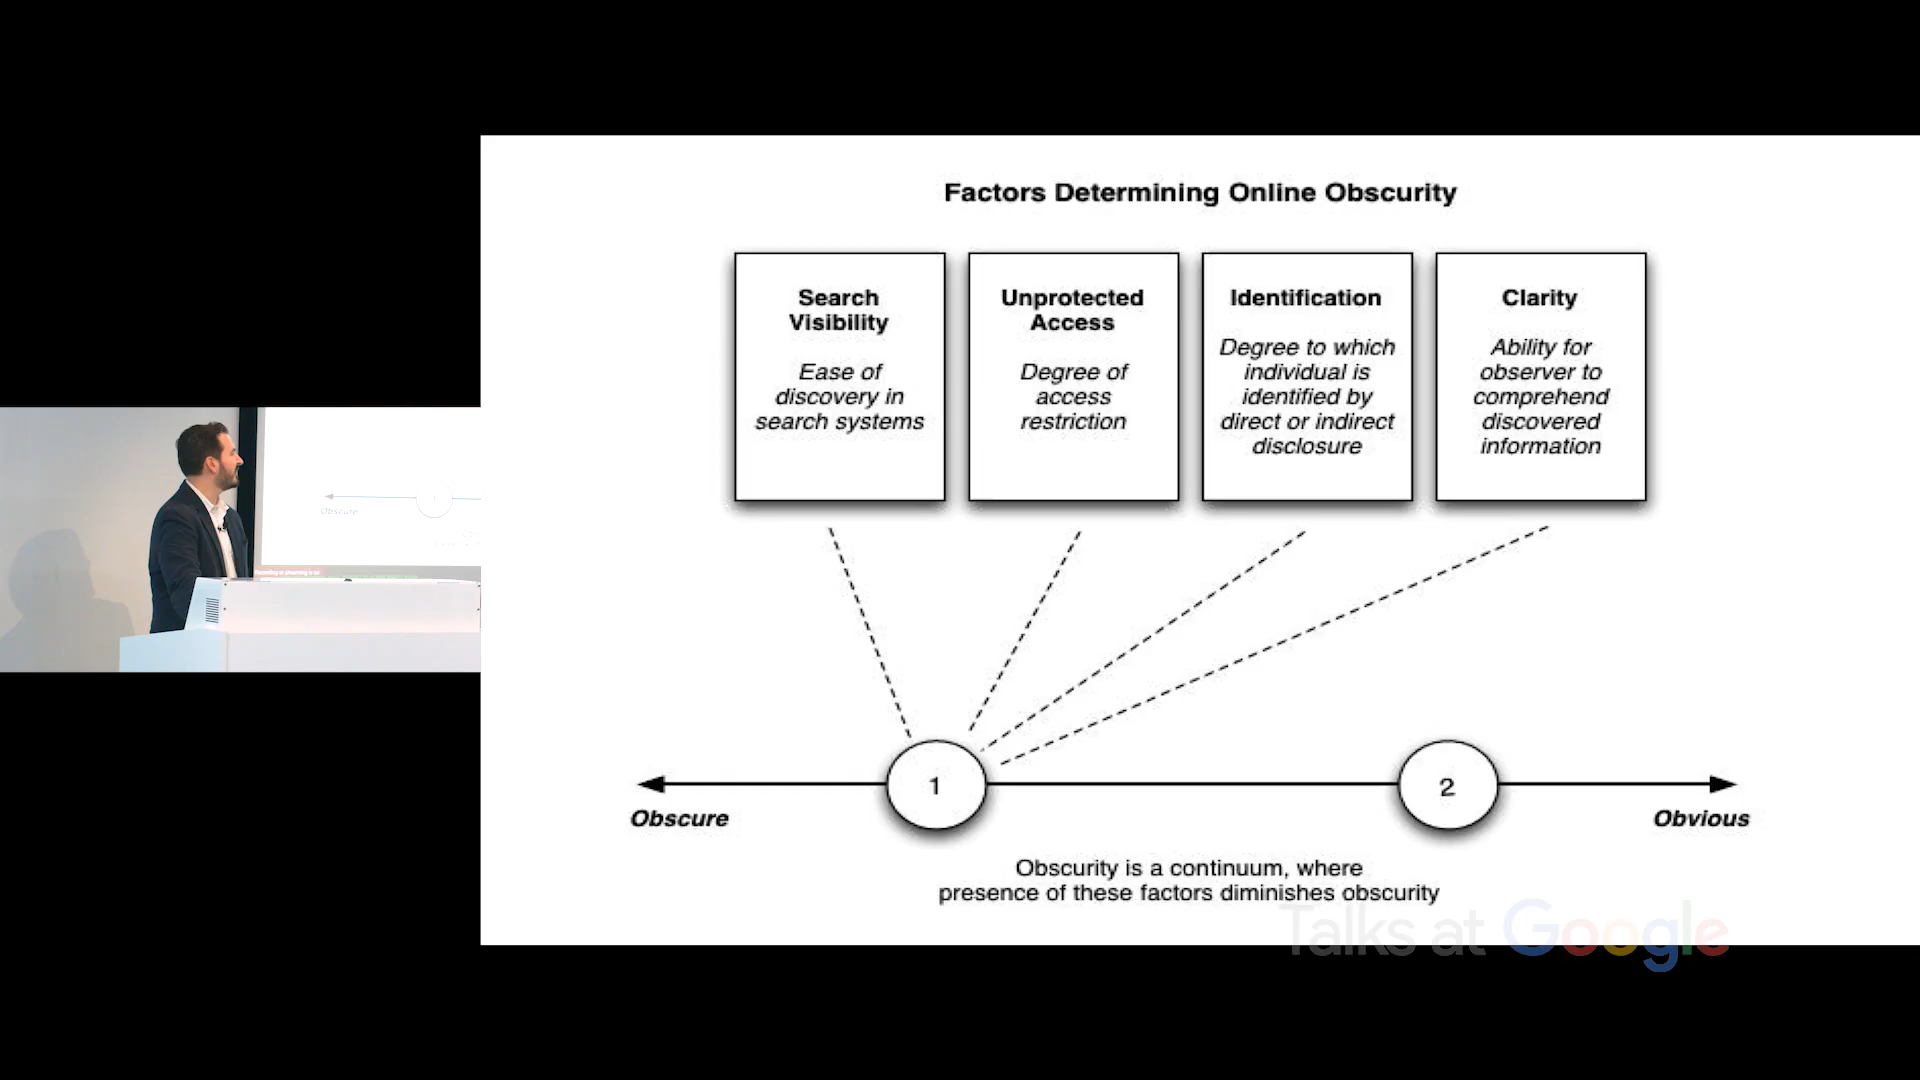 Factors Determining Online Obscurity
Search
Visibility
Ease of
discovery in
search systems
Unprotected
Access
Degree of
access
restriction
Identification
Degree to which
individual is
identified by
direct or indirect
disclosure
Clarity
Ability for
observer to
comprehend
discovered
information
1
2
Obscure
Obvious
Obscurity is a continuum, where
presence of these factors diminishes obscurity
Talks at Google
Obscure